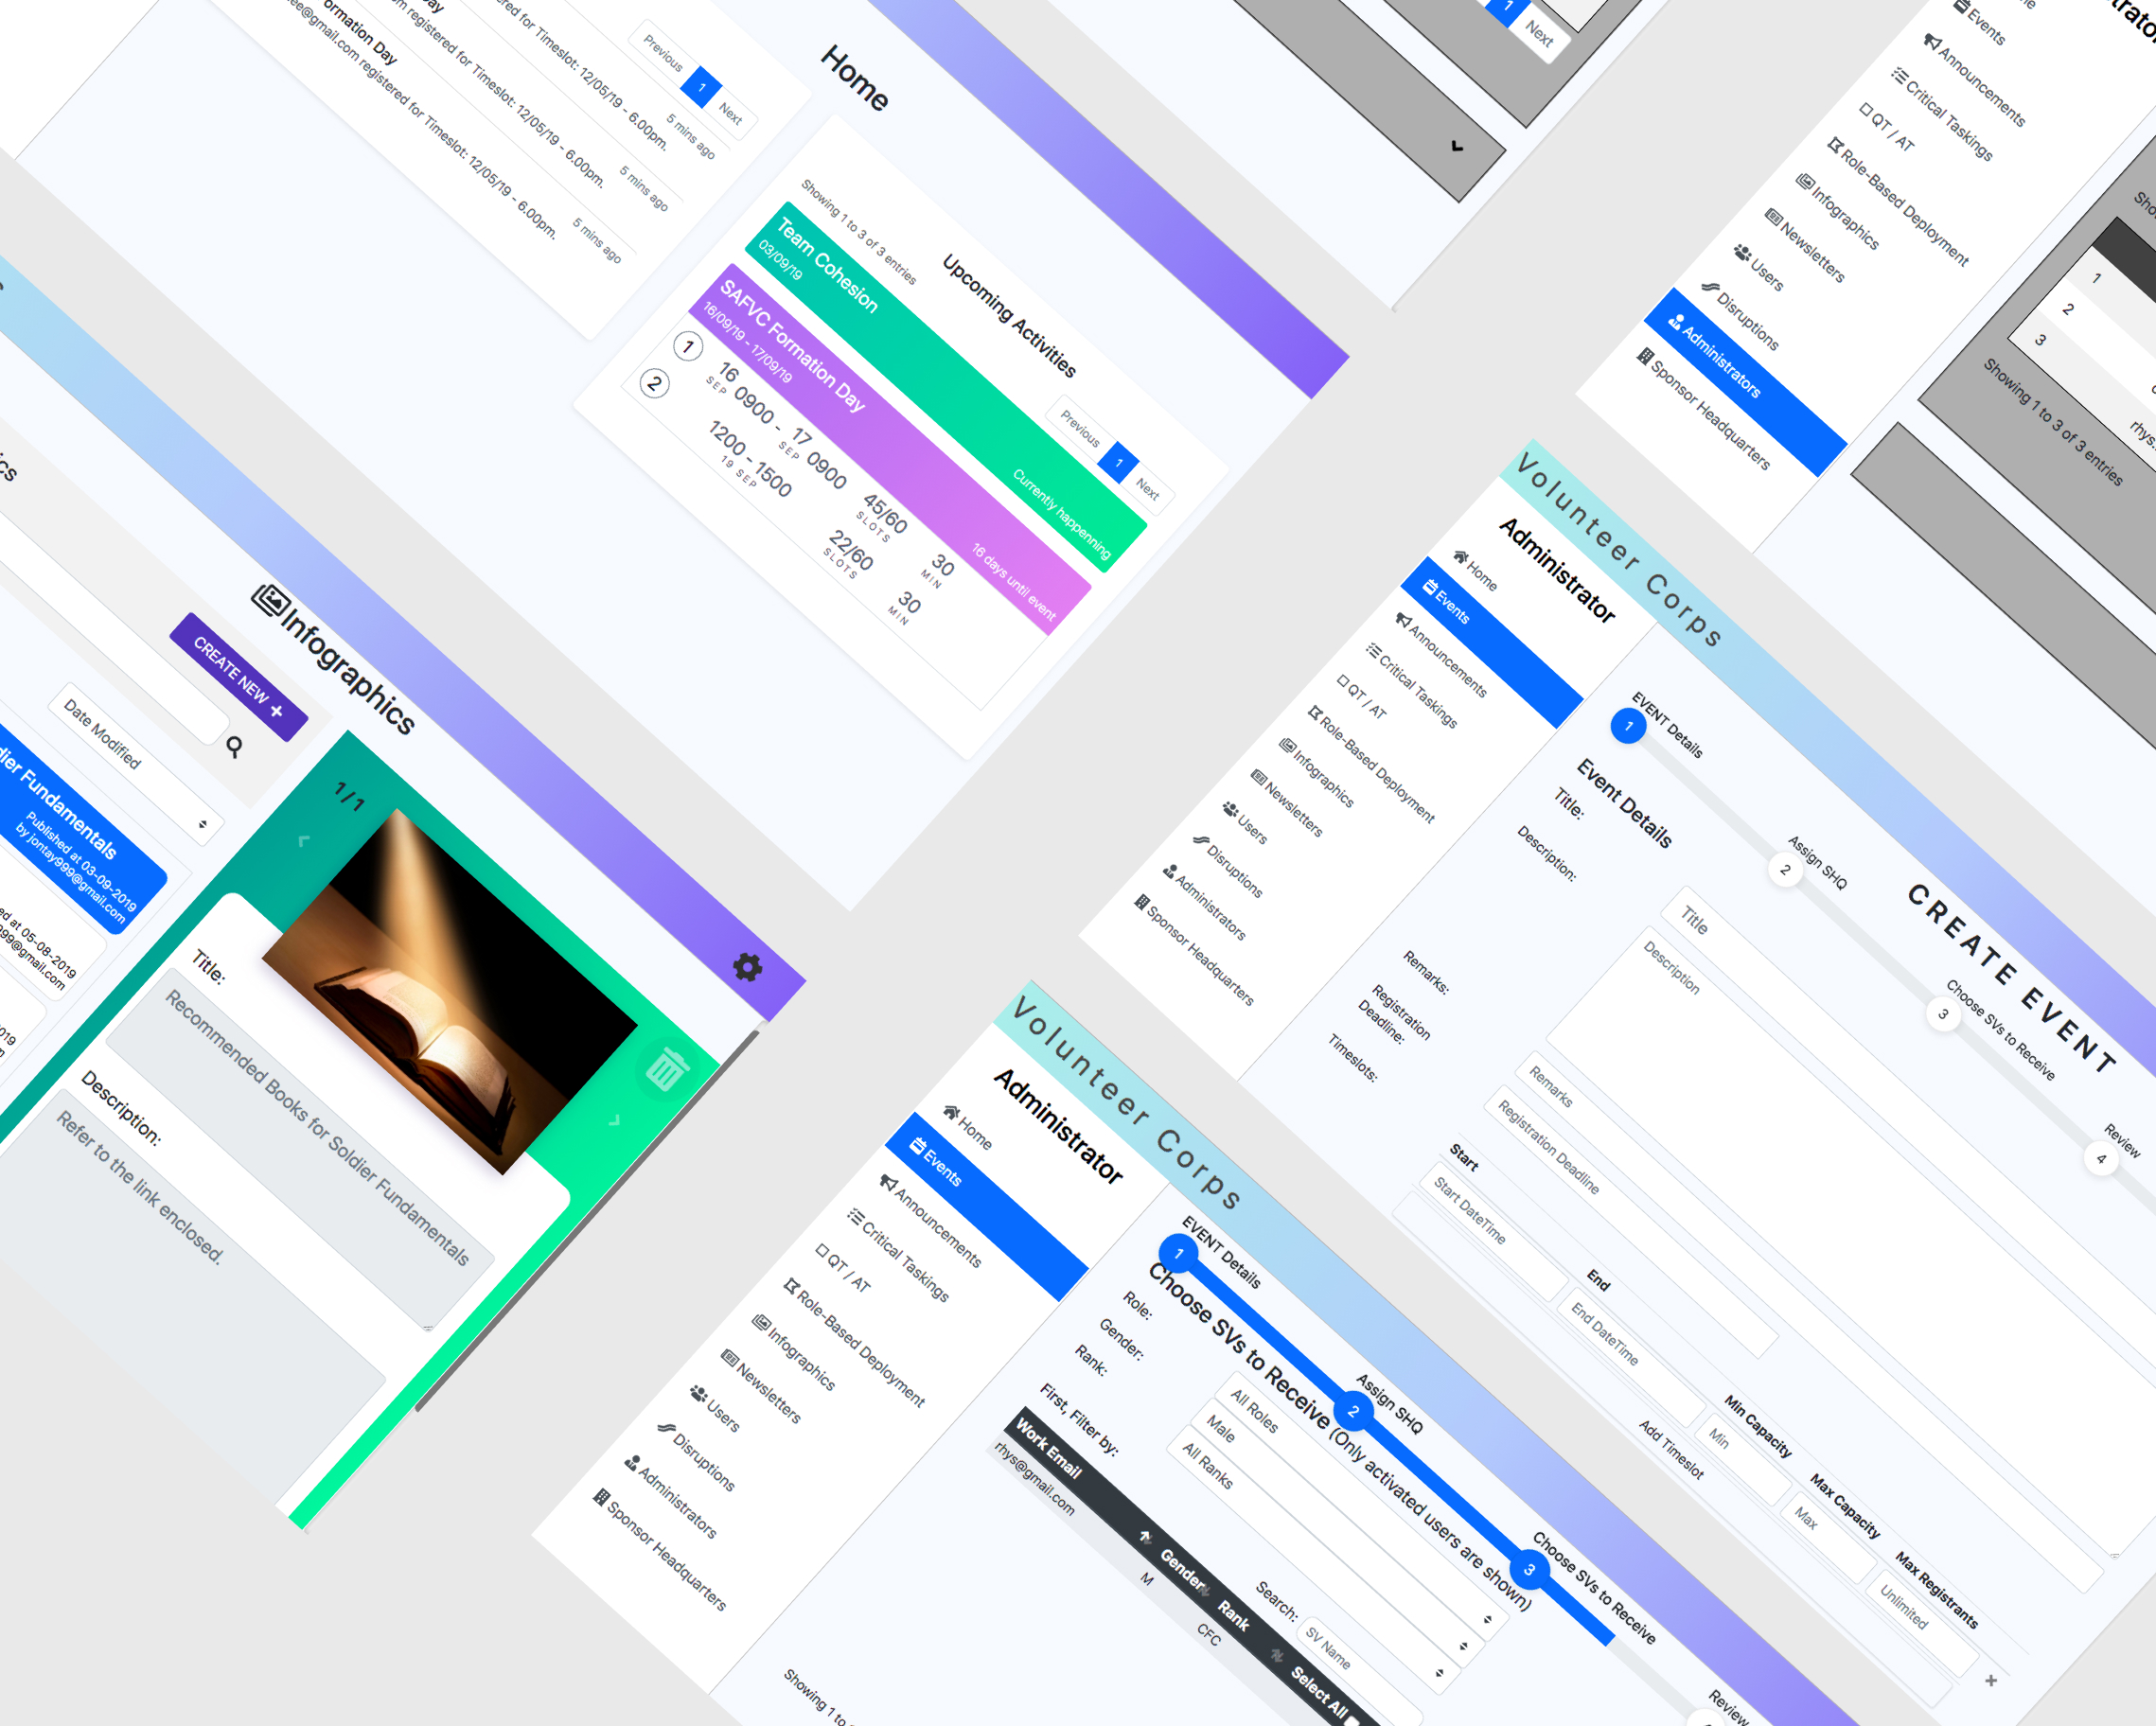 ormation Day
ee@gmail.com registered for Timeslot: 12/05/19 - 6.00pm.
registered for Timeslot: 12/05/19 - 6.00pm.
ered for Timeslot: 12/05/19 - 6.00pm.
5 mins ago
5 mins ago
5 mins ago
Previous
1
Next
Home
Upcoming Activities
Showing 1 to 3 of 3 entries
Previous
1
Next
Team Cohesion
03/09/19
Currently happenning
SAFVC Formation Day
16/09/19 - 17/09/19
16 days until event
1
16
SEP
0900 -
17
SEP
0900
45/60
SLOTS
30
MIN
2
1200 - 1500
19 SEP
22/60
SLOTS
30
MIN
1
Next
Events
Announcements
Critical Taskings
QT / AT
Role-Based Deployment
Infographics
Newsletters
Users
Disruptions
Administrators
Sponsor Headquarters
1
2
3
rhys
Showing 1 to 3 of 3 entries
Infographics
CREATE NEW +
Date Modified
dier Fundamentals
Published at 03-09-2019
by jontay999@gmail.com
ed at 05-08-2019
999@gmail.com
1 / 1
Title:
Recommended Books for Soldier Fundamentals
Description:
Refer to the link enclosed.
Volunteer Corps
Administrator
Home
Events
Announcements
Critical Taskings
QT / AT
Role-Based Deployment
Infographics
Newsletters
Users
Disruptions
Administrators
Sponsor Headquarters
CREATE EVENT
1
EVENT Details
2
Assign SHQ
3
Choose SVs to Receive
4
Review
Event Details
Title:
Title
Description:
Description
Remarks:
Remarks
Registration
Deadline:
Registration Deadline
Timeslots:
Start
End
Min Capacity
Max Capacity
Max Registrants
Start DateTime
End DateTime
Min
Max
Unlimited
Add Timeslot
Volunteer Corps
Administrator
Home
Events
Announcements
Critical Taskings
QT / AT
Role-Based Deployment
Infographics
Newsletters
Users
Disruptions
Administrators
Sponsor Headquarters
1
EVENT Details
2
Assign SHQ
3
Choose SVs to Receive
Review
Choose SVs to Receive (Only activated users are shown)
Role:
All Roles
Gender:
Male
Rank:
All Ranks
First, Filter by:
Search:
SV Name
Work Email
Gender
Rank
Select All
rhys@gmail.com
M
CFC
Showing 1 to